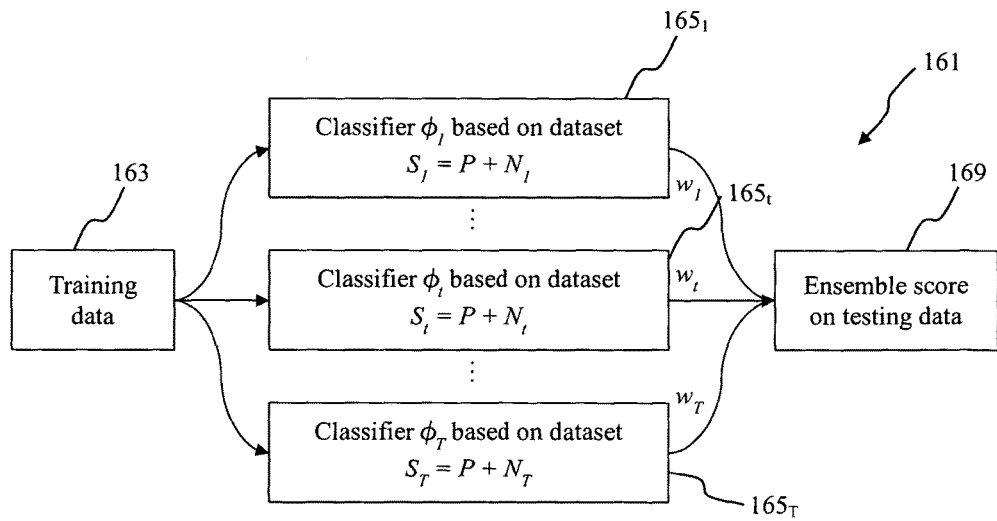 165₁
161
Classifier ϕ₁ based on dataset
S₁ = P + N₁
163
w₁
165ₜ
169
⋮
Training
data
Classifier ϕₜ based on dataset
Sₜ = P + Nₜ
wₜ
Ensemble score
on testing data
⋮
w_T
Classifier ϕ_T based on dataset
S_T = P + N_T
165_T